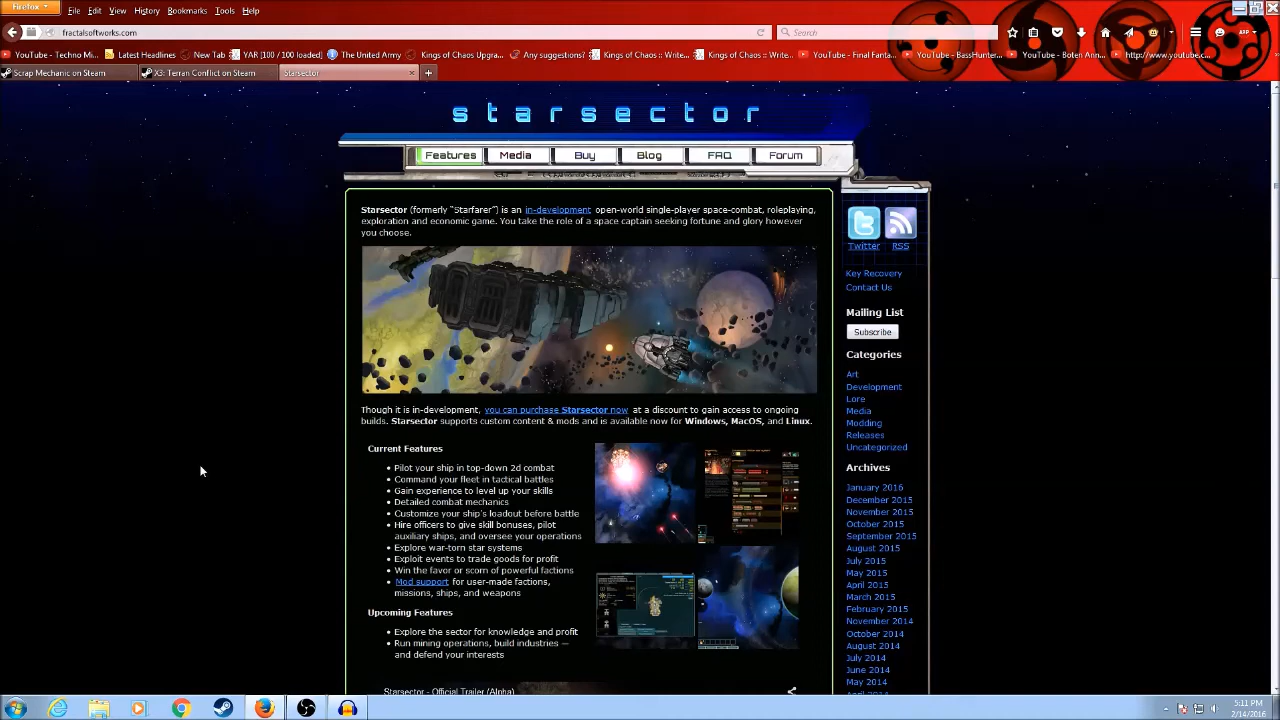 Firefox
File Edit View History Bookmarks Tools Help
fractalsoftworks.com
Search
YouTube - Techno Mi...
Latest Headlines
New Tab
YAR [100 / 100 loaded]
The United Army
Kings of Chaos :: Upgra...
Any suggestions?
Kings of Chaos :: Write...
Kings of Chaos :: Write...
YouTube - Final Fantas...
YouTube - BassHunter...
YouTube - Boten Ann...
http://www.youtube.c...
Scrap Mechanic on Steam
X3: Terran Conflict on Steam
Starsector
starsector
Features Media Buy Blog FAQ Forum
Starsector (formerly “Starfarer”) is an in-development open-world single-player space-combat, roleplaying,
exploration and economic game. You take the role of a space captain seeking fortune and glory however
you choose.
Though it is in-development, you can purchase Starsector now at a discount to gain access to ongoing
builds. Starsector supports custom content & mods and is available now for Windows, MacOS, and Linux.
Current Features
Pilot your ship in top-down 2d combat
Command your fleet in tactical battles
Gain experience to level up your skills
Detailed combat mechanics
Customize your ship's loadout before battle
Hire officers to give skill bonuses, pilot
auxiliary ships, and oversee your operations
Explore war-torn star systems
Exploit events to trade goods for profit
Win the favor or scorn of powerful factions
Mod support for user-made factions,
missions, ships, and weapons
Upcoming Features
Explore the sector for knowledge and profit
Run mining operations, build industries —
and defend your interests
Starsector - Official Trailer (Alpha)
Twitter RSS
Key Recovery
Contact Us
Mailing List
Subscribe
Categories
Art
Development
Lore
Media
Modding
Releases
Uncategorized
Archives
January 2016
December 2015
November 2015
October 2015
September 2015
August 2015
July 2015
May 2015
April 2015
March 2015
February 2015
November 2014
October 2014
August 2014
July 2014
June 2014
May 2014
April 2014
5:11 PM
2/14/2016